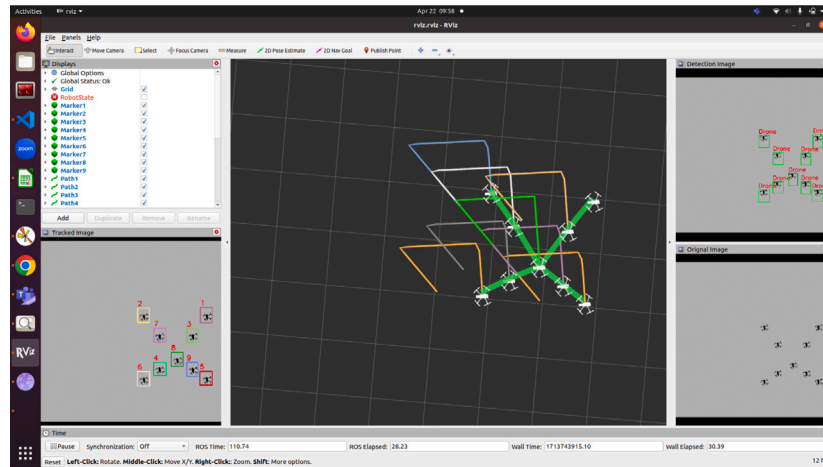 Activities
RViz
rviz
Apr 22 09:58
rviz.rviz - RViz
File Panels Help
Interact Move Camera Select Focus Camera Measure 2D Pose Estimate 2D Nav Goal Publish Point
Displays
Global Options
Global Status: Ok
Grid
RobotState
Marker1
Marker2
Marker3
Marker4
Marker5
Marker6
Marker7
Marker8
Marker9
Path1
Path2
Path3
Path4
Add Duplicate Remove Rename
Tracked Image
2 1
7 3
8
4 9
6 5
Detection Image
Drone
Drone Drone
Drone
Drone
Orignal Image
zoom
RViz
Time
Pause Synchronization: Off ROS Time: 110.74 ROS Elapsed: 28.23 Wall Time: 1713743915.10 Wall Elapsed: 30.39
Reset Left-Click: Rotate. Middle-Click: Move X/Y. Right-Click:: Zoom. Shift: More options.